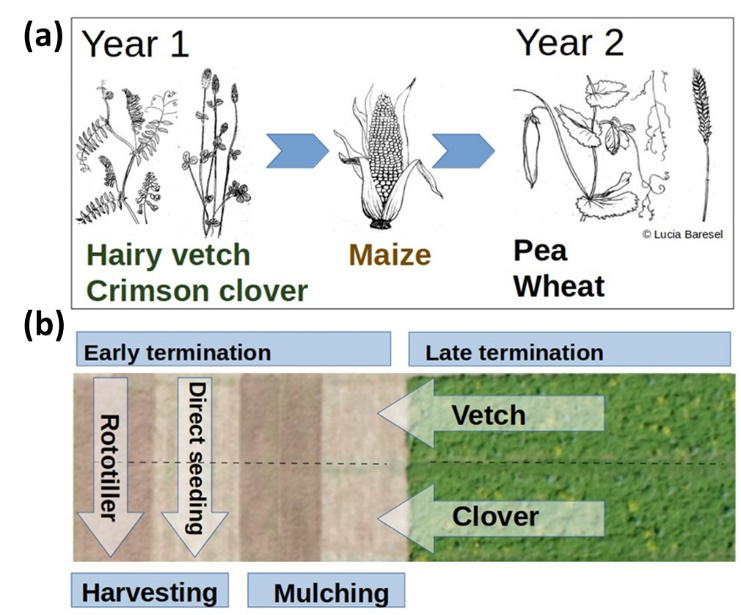 (a)
Year 1
Year 2
© Lucia Baresel
Hairy vetch
Crimson clover
Maize
Pea
Wheat
(b)
Early termination
Late termination
Rototiller
Direct seeding
Vetch
Clover
Harvesting
Mulching